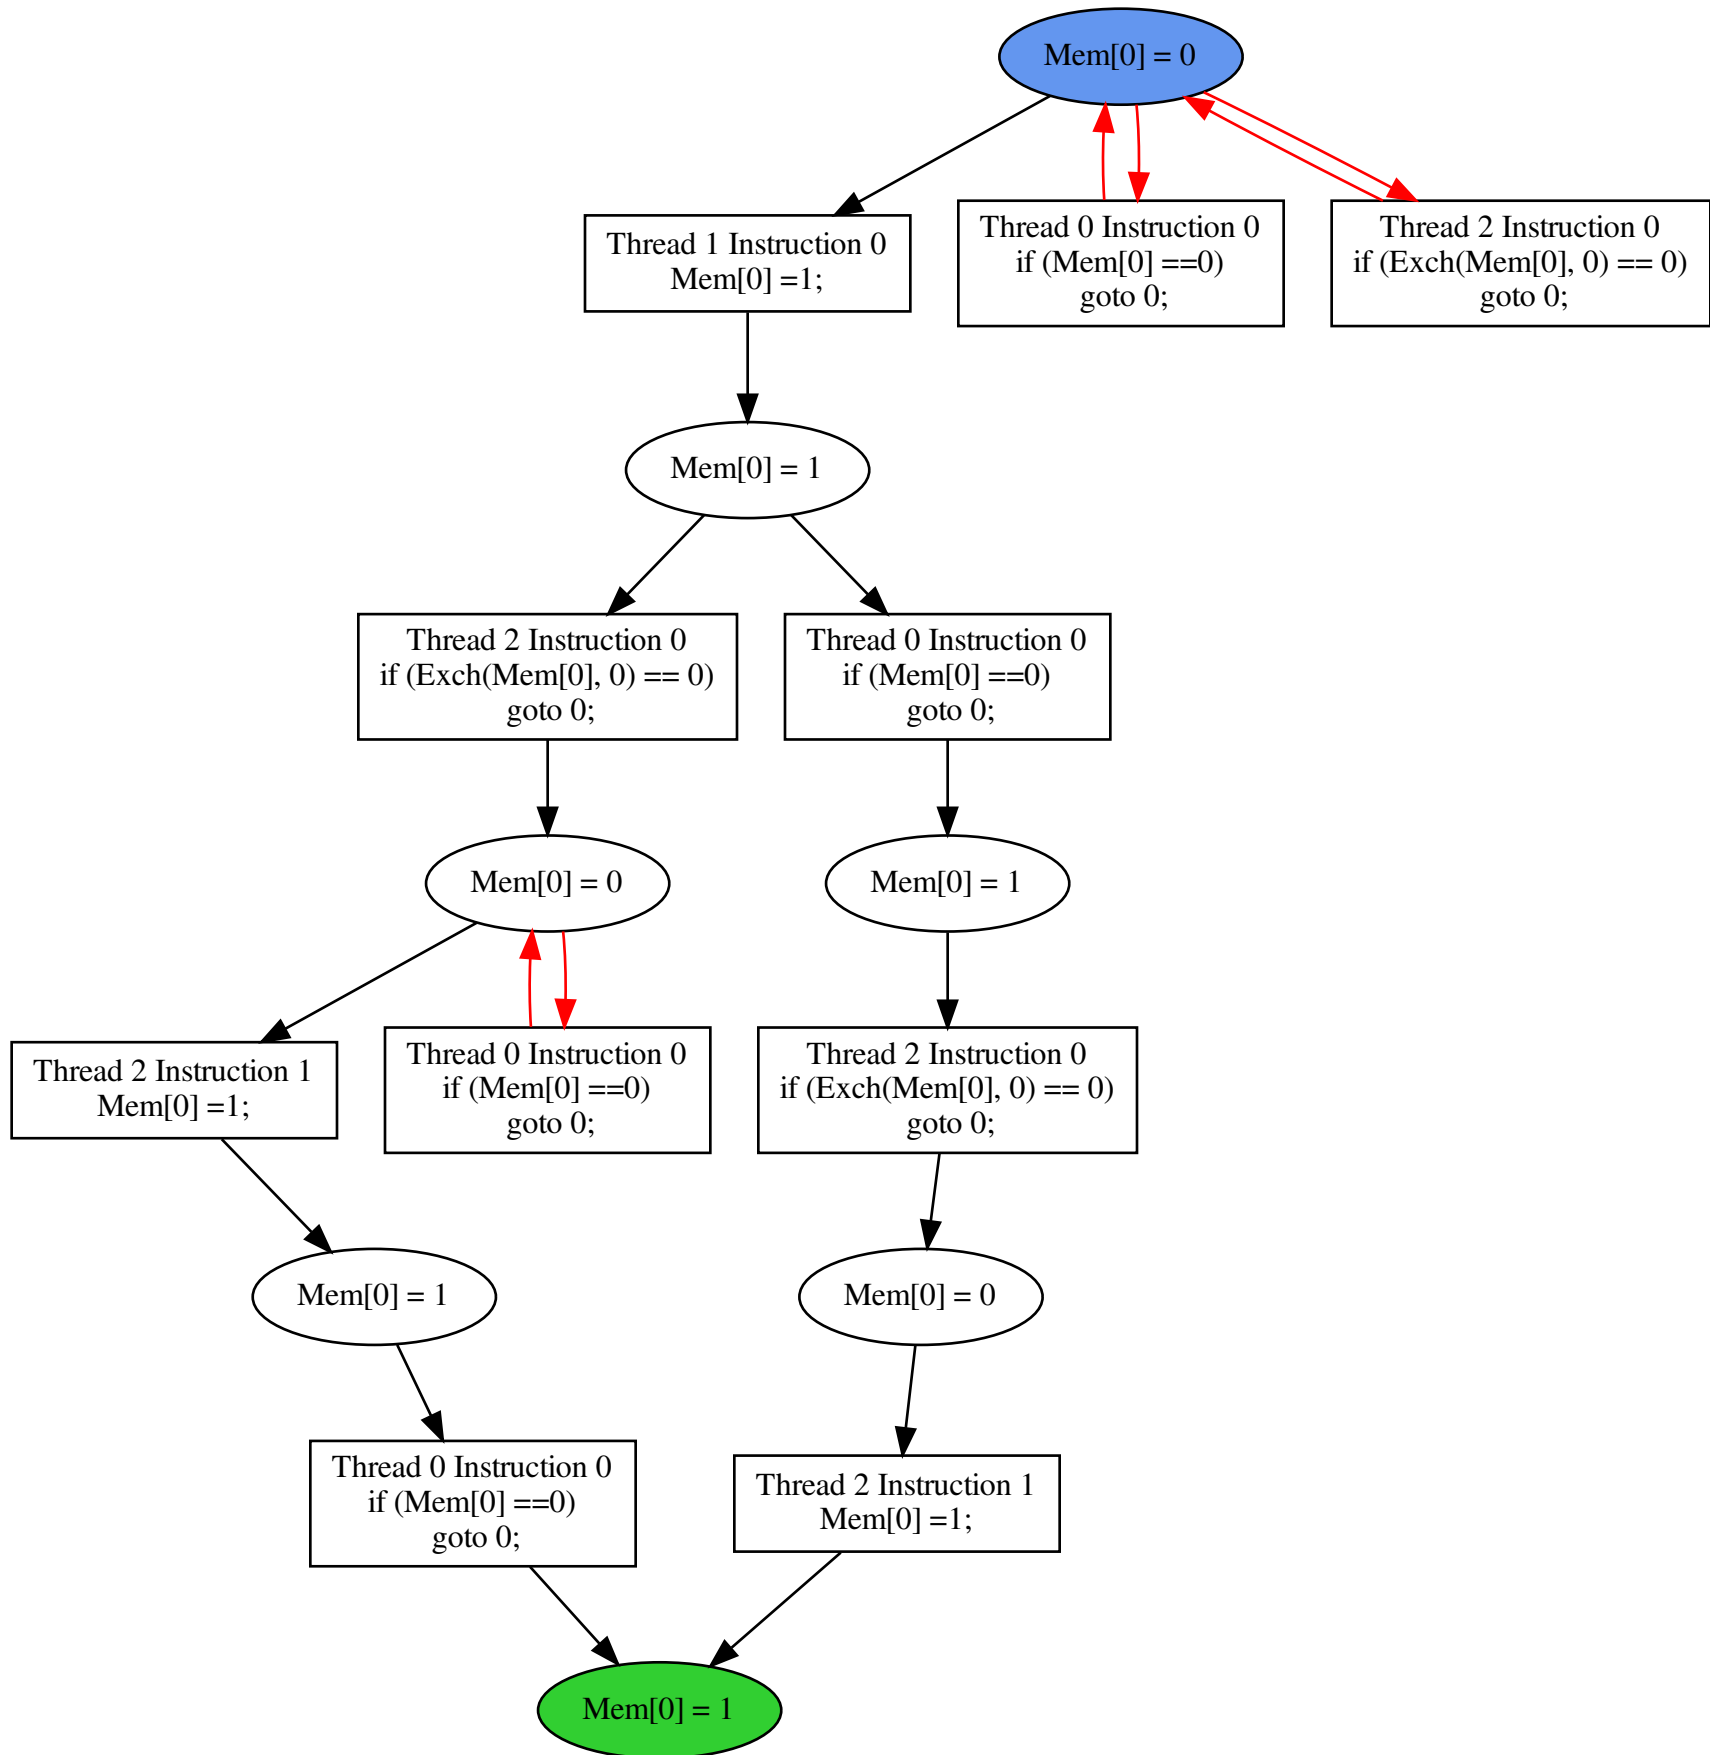 Mem[0] = 0
Thread 1 Instruction 0
Mem[0] =1;
Thread 0 Instruction 0
if (Mem[0] ==0)
goto 0;
Thread 2 Instruction 0
if (Exch(Mem[0], 0) == 0)
goto 0;
Mem[0] = 1
Thread 2 Instruction 0
if (Exch(Mem[0], 0) == 0)
goto 0;
Thread 0 Instruction 0
if (Mem[0] ==0)
goto 0;
Mem[0] = 0
Mem[0] = 1
Thread 2 Instruction 1
Mem[0] =1;
Thread 0 Instruction 0
if (Mem[0] ==0)
goto 0;
Thread 2 Instruction 0
if (Exch(Mem[0], 0) == 0)
goto 0;
Mem[0] = 1
Mem[0] = 0
Thread 0 Instruction 0
if (Mem[0] ==0)
goto 0;
Thread 2 Instruction 1
Mem[0] =1;
Mem[0] = 1